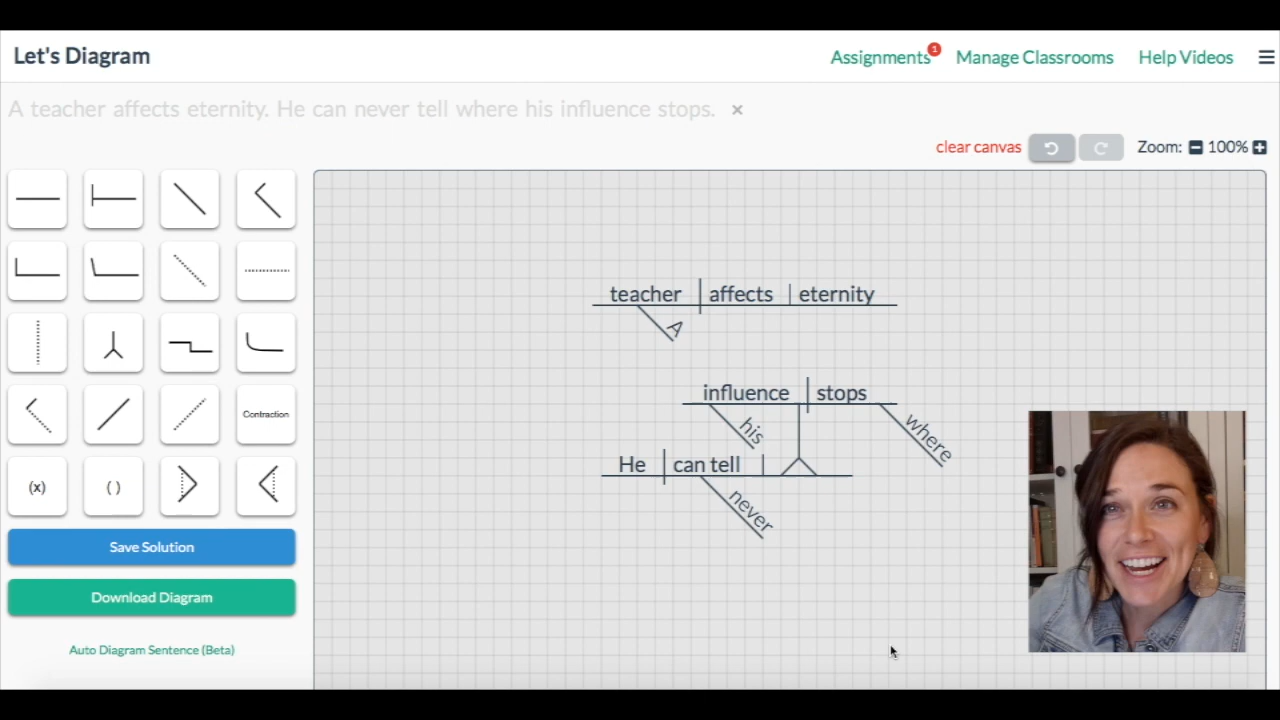 Let's Diagram
Assignments 1 Manage Classrooms Help Videos
A teacher affects eternity. He can never tell where his influence stops. ×
clear canvas Zoom: 100%
teacher affects eternity
A
influence stops
his where
He can tell
never
Contraction
(x) ( )
Save Solution
Download Diagram
Auto Diagram Sentence (Beta)